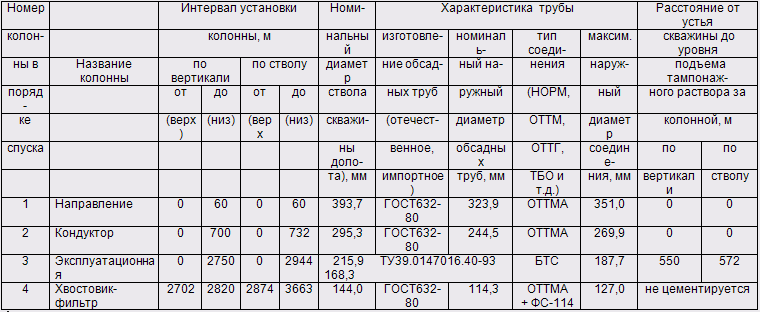 Номер Интервал установки Номи- Характеристика трубы Расстояние от устья
колон- колонны, м нальный изготовле- номиналь- тип соеди- максим. скважины до уровня
ны в Название колонны по вертикали по стволу диаметр ние обсад- ный на- нения наруж- подъема тампонаж-
поряд- от до от до ствола ных труб ружный (НОРМ, ный ного раствора за
ке (верх) (низ) (верх (низ) скважи- (отечест- диаметр ОТТМ, диаметр колонной, м
спуска ны доло- венное, обсадных ОТТГ, соедине- по по
та), мм импортное) труб, мм ТБО и т.д.) ния, мм вертикали стволу
1 Направление 0 60 0 60 393,7 ГОСТ632-80 323,9 ОТТМА 351,0 0 0
2 Кондуктор 0 700 0 732 295,3 ГОСТ632-80 244,5 ОТТМА 269,9 0 0
3 Эксплуатационная 0 2750 0 2944 215,9 168,3 ТУ39.0147016.40-93 БТС 187,7 550 572
4 Хвостовик-фильтр 2702 2820 2874 3663 144,0 ГОСТ632-80 114,3 ОТТМА + ФС-114 127,0 не цементируется